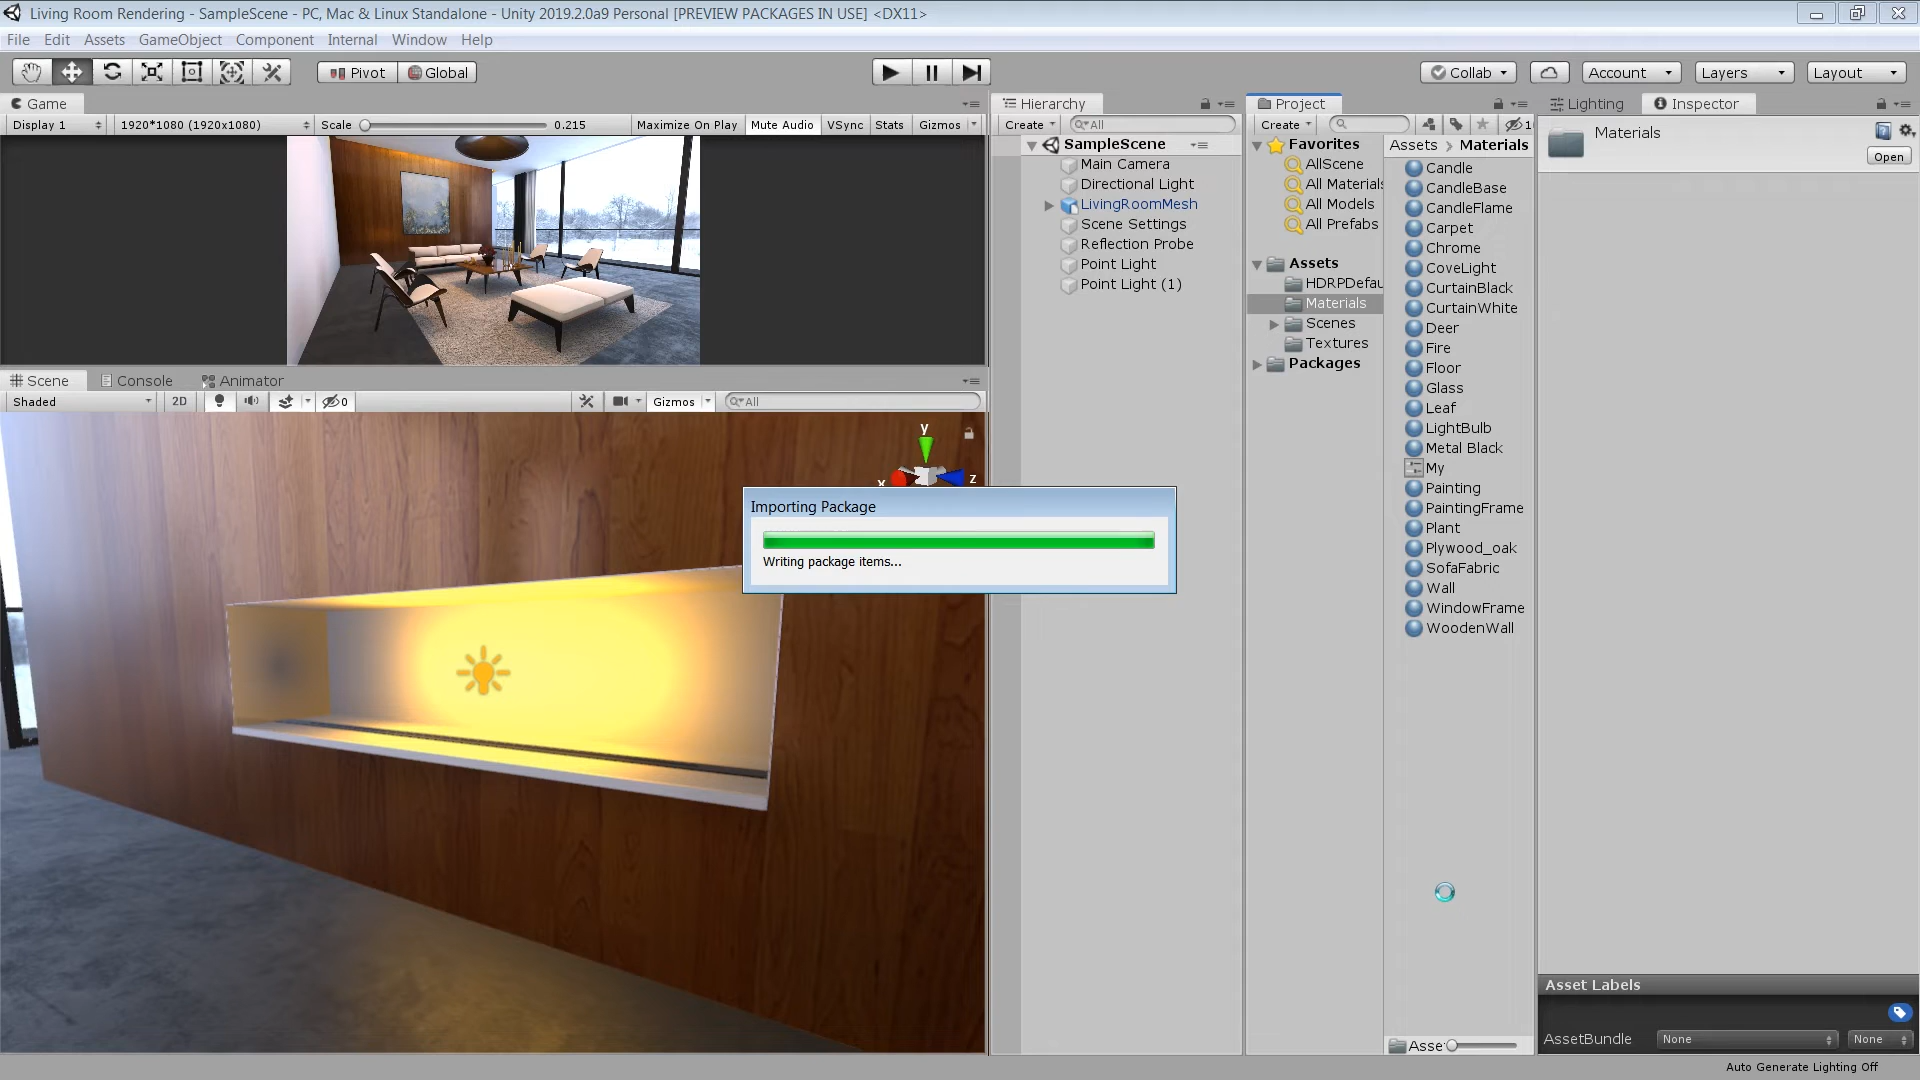 Living Room Rendering - SampleScene - PC, Mac & Linux Standalone - Unity 2019.2.0a9 Personal [PREVIEW PACKAGES IN USE] <DX11>
File Edit Assets GameObject Component Internal Window Help
Pivot Global Collab Account Layers Layout
Game
Display 1 1920*1080 (1920x1080) Scale 0.215 Maximize On Play Mute Audio VSync Stats Gizmos
Scene Console Animator
Shaded 2D 0 Gizmos All
y
x
z
Importing Package
Writing package items...
Hierarchy
Create All
SampleScene
Main Camera
Directional Light
LivingRoomMesh
Scene Settings
Reflection Probe
Point Light
Point Light (1)
Project
Create 1
Favorites
AllScene
All Materials
All Models
All Prefabs
Assets
HDRPDefau
Materials
Scenes
Textures
Packages
Assets Materials
Candle
CandleBase
CandleFlame
Carpet
Chrome
CoveLight
CurtainBlack
CurtainWhite
Deer
Fire
Floor
Glass
Leaf
LightBulb
Metal Black
My
Painting
PaintingFrame
Plant
Plywood_oak
SofaFabric
Wall
WindowFrame
WoodenWall
Asse
Lighting Inspector
Materials
Open
Asset Labels
AssetBundle None None
Auto Generate Lighting Off